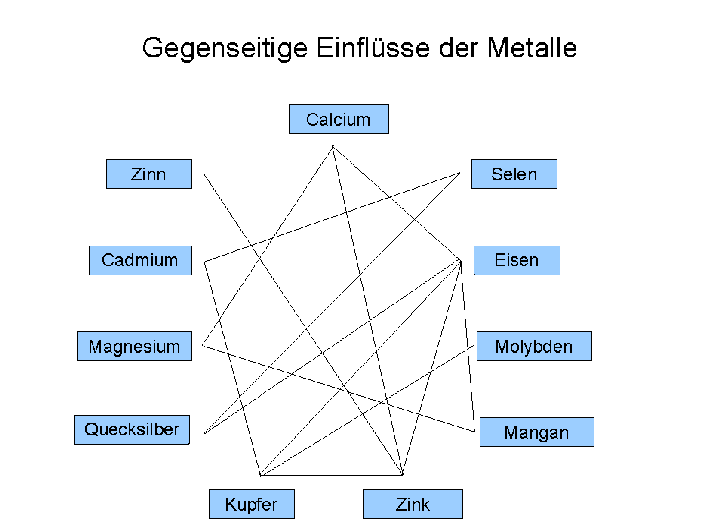 Gegenseitige Einflüsse der Metalle
Calcium
Zinn
Selen
Cadmium
Eisen
Magnesium
Molybden
Quecksilber
Mangan
Kupfer
Zink